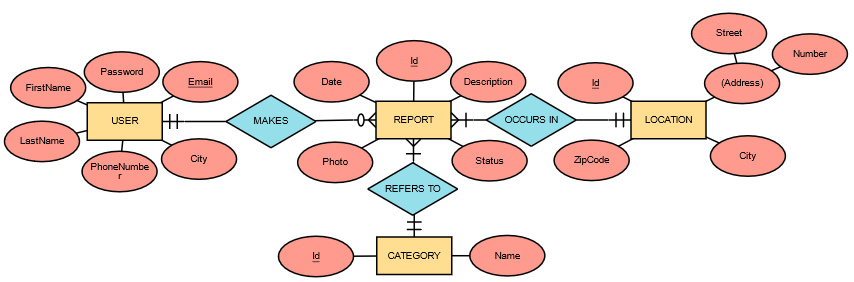 Street
Number
Id
Password
Email
Date
Description
Id
(Address)
FirstName
USER
MAKES
REPORT
OCCURS IN
LOCATION
LastName
PhoneNumbe
r
City
Photo
Status
ZipCode
City
REFERS TO
Id
CATEGORY
Name